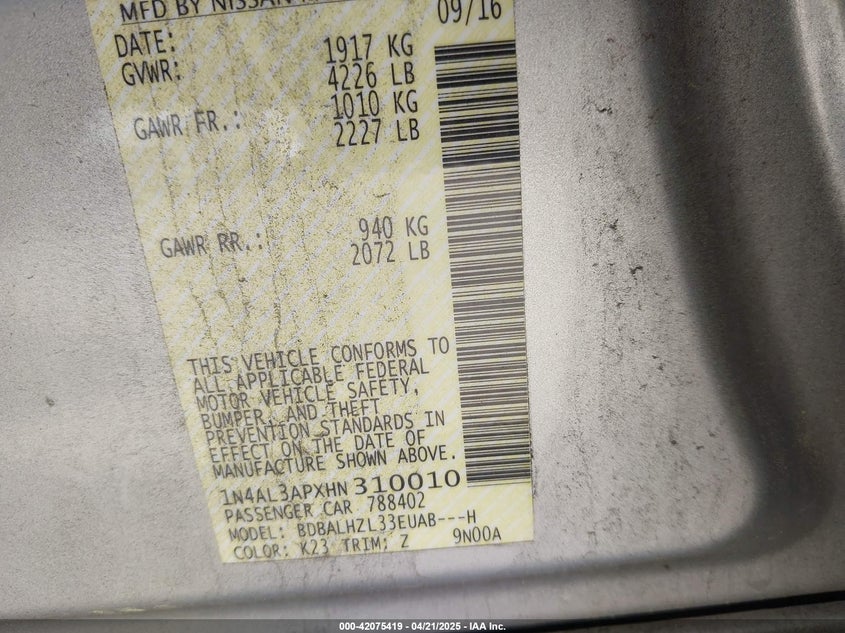 MFD BY NISSAN
DATE: 09/16
GVWR: 1917 KG
4226 LB
GAWR FR.: 1010 KG
2227 LB
GAWR RR.: 940 KG
2072 LB
THIS VEHICLE CONFORMS TO
ALL APPLICABLE FEDERAL
MOTOR VEHICLE SAFETY,
BUMPER, AND THEFT
PREVENTION STANDARDS IN
EFFECT ON THE DATE OF
MANUFACTURE SHOWN ABOVE.
1N4AL3APXHN 310010
PASSENGER CAR 788402
MODEL: BDBALHZL33EUAB---H
COLOR: K23 TRIM: Z 9N00A
000-42075419 - 04/21/2025 - IAA Inc.